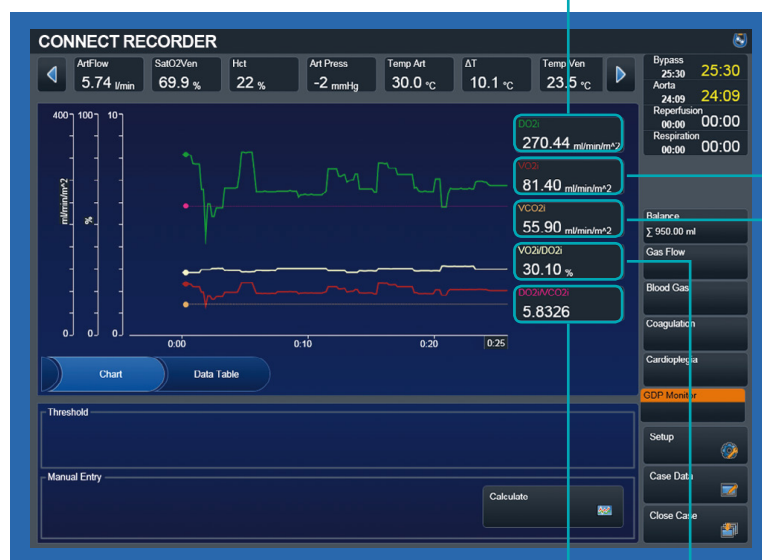 CONNECT RECORDER
ArtFlow
5.74 l/min
SatO2Ven
69.9 %
Hct
22 %
Art Press
-2 mmHg
Temp Art
30.0 °C
ΔT
10.1 °C
Temp Ven
23.5 °C
Bypass
25:30 25:30
Aorta
24:09 24:09
Reperfusion
00:00 00:00
Respiration
00:00 00:00
400 100 10
ml/min/m^2
%
0 0 0
0:00 0:10 0:20 0:25
DO2i
270.44 ml/min/m^2
VO2i
81.40 ml/min/m^2
VCO2i
55.90 ml/min/m^2
VO2i/DO2i
30.10 %
DO2i/VCO2i
5.8326
Balance
Σ 950.00 ml
Gas Flow
Blood Gas
Coagulation
Cardioplegia
GDP Monitor
Setup
Case Data
Close Case
Chart
Data Table
Threshold
Manual Entry
Calculate